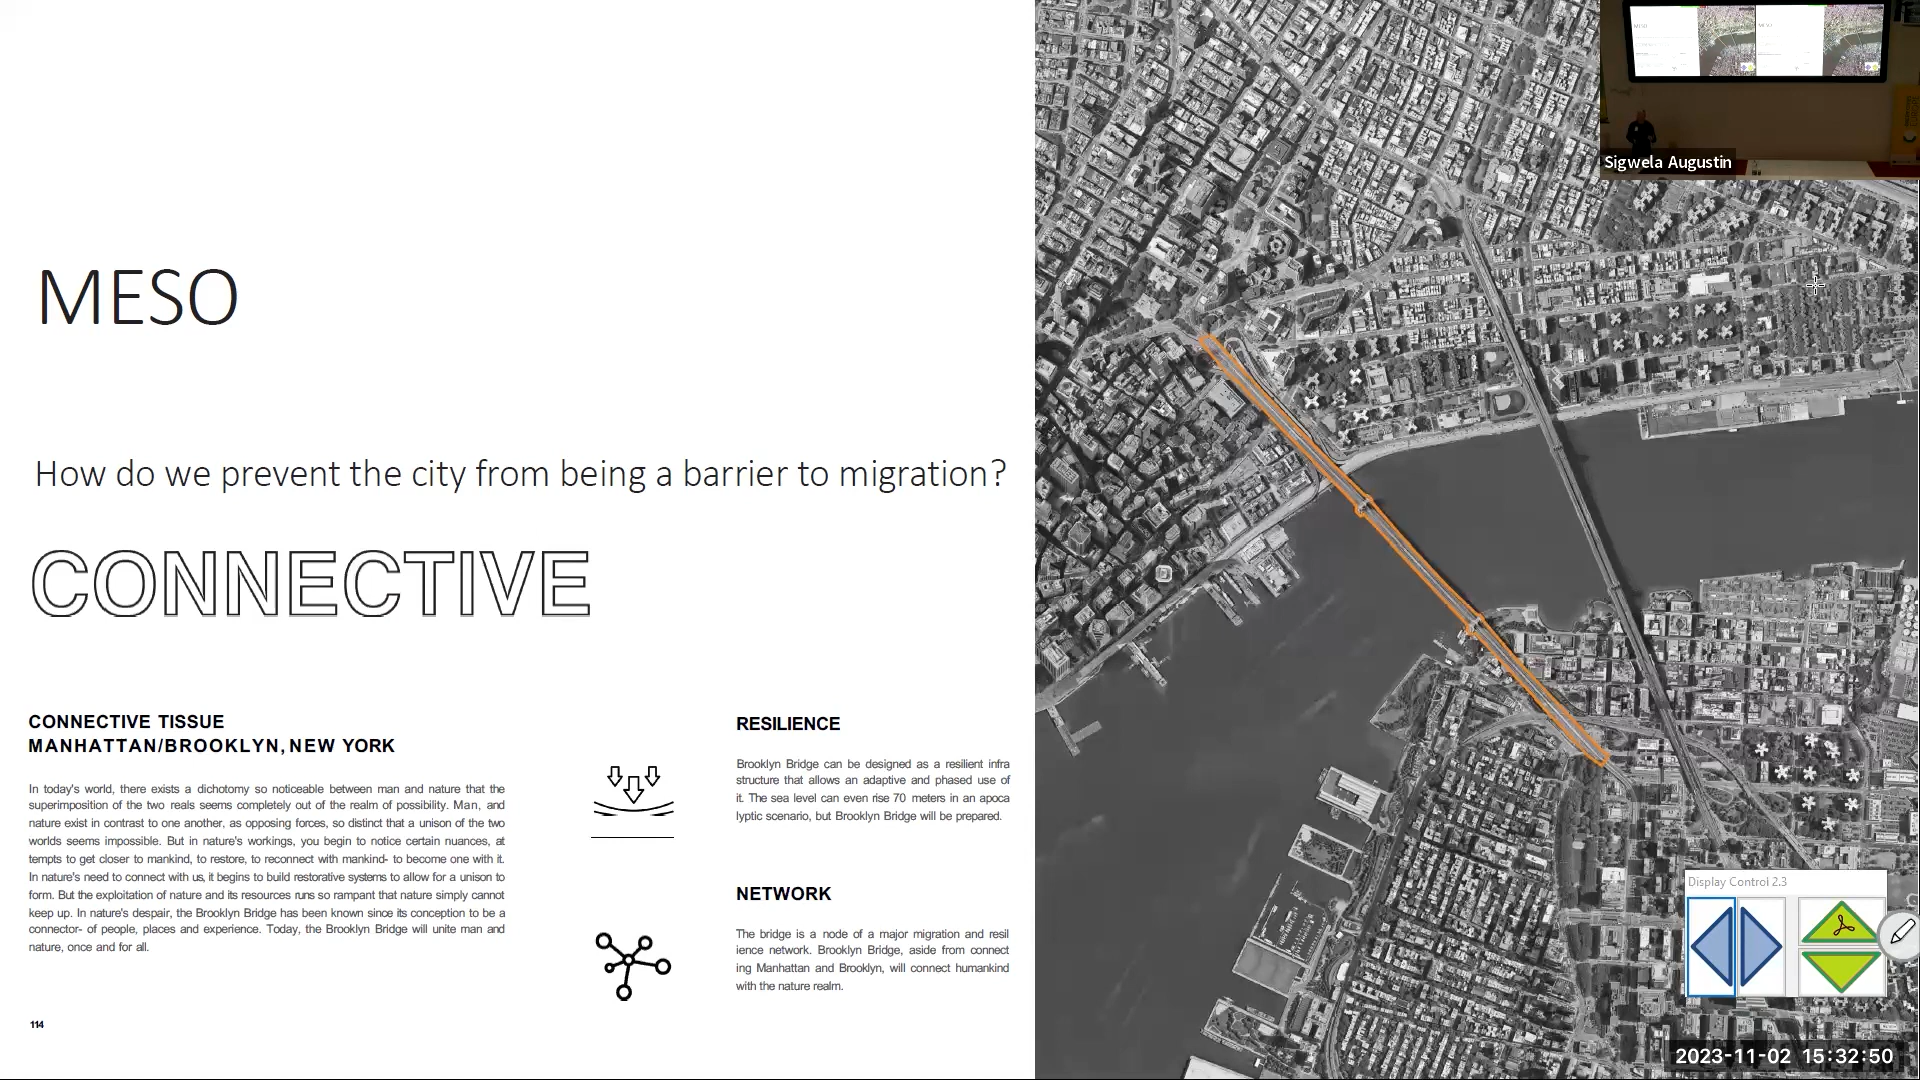 MESO
How do we prevent the city from being a barrier to migration?
CONNECTIVE
CONNECTIVE TISSUE
MANHATTAN/BROOKLYN, NEW YORK
In today's world, there exists a dichotomy so noticeable between man and nature that the
superimposition of the two reals seems completely out of the realm of possibility. Man, and
nature exist in contrast to one another, as opposing forces, so distinct that a unison of the two
worlds seems impossible. But in nature's workings, you begin to notice certain nuances, at
tempts to get closer to mankind, to restore, to reconnect with mankind- to become one with it.
In nature's need to connect with us, it begins to build restorative systems to allow for a unison to
form. But the exploitation of nature and its resources runs so rampant that nature simply cannot
keep up. In nature's despair, the Brooklyn Bridge has been known since its conception to be a
connector- of people, places and experience. Today, the Brooklyn Bridge will unite man and
nature, once and for all.
RESILIENCE
Brooklyn Bridge can be designed as a resilient infra
structure that allows an adaptive and phased use of
it. The sea level can even rise 70 meters in an apoca
lyptic scenario, but Brooklyn Bridge will be prepared.
NETWORK
The bridge is a node of a major migration and resil
ience network. Brooklyn Bridge, aside from connect
ing Manhattan and Brooklyn, will connect humankind
with the nature realm.
114
Sigwela Augustin
Display Control 2.3
2023-11-02 15:32:50